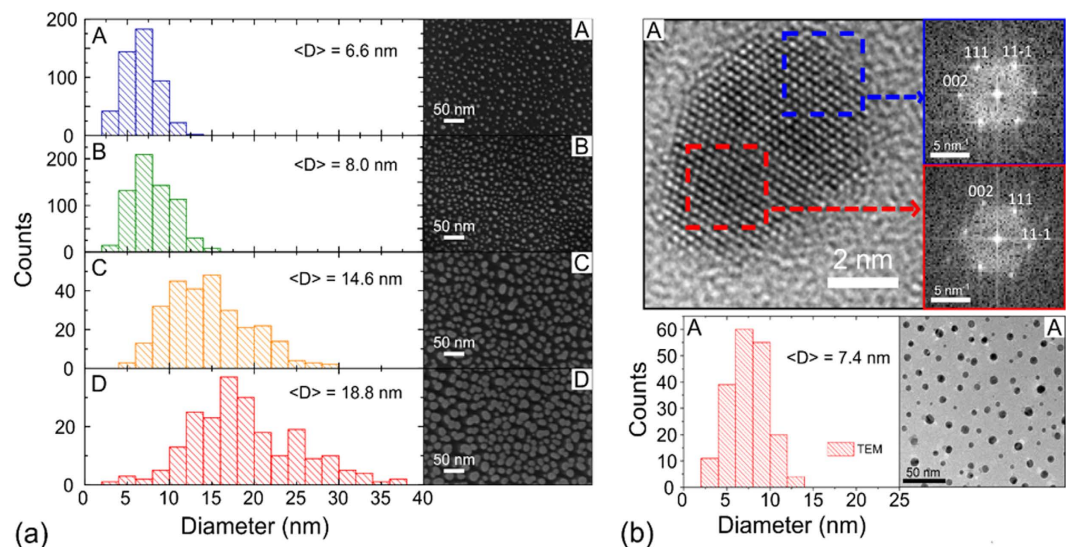 A
<D> = 6.6 nm
200
150
100
50
0
A
50 nm
B
<D> = 8.0 nm
200
100
0
B
50 nm
Counts
C
<D> = 14.6 nm
40
20
0
C
50 nm
D
<D> = 18.8 nm
20
0
D
50 nm
0 5 10 15 20 25 30 35 40
Diameter (nm)
(a)
A
2 nm
111 11-1
002
5 nm⁻¹
002 111
11-1
5 nm⁻¹
A
<D> = 7.4 nm
60
50
40
30
20
10
0
Counts
TEM
0 5 10 15 20 25
Diameter (nm)
A
50 nm
(b)